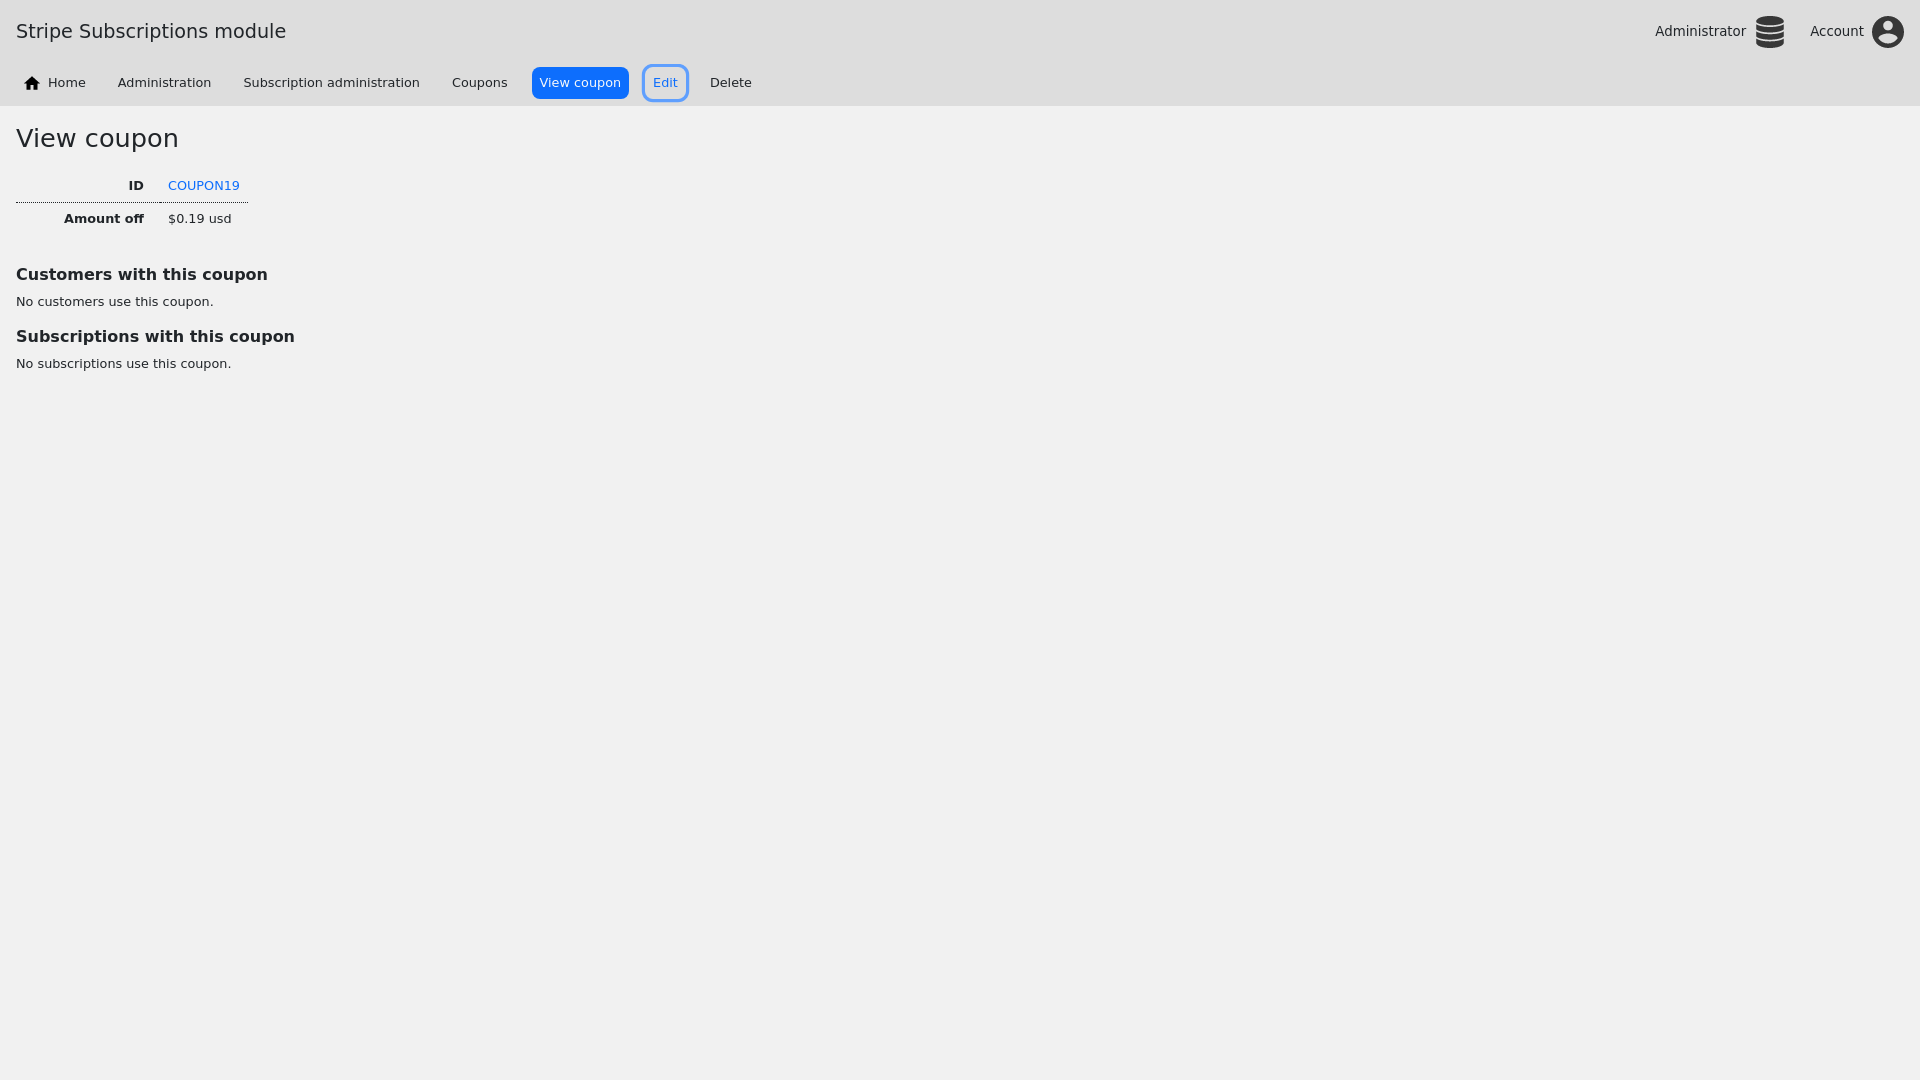 Stripe Subscriptions module
Administrator
Account
Home Administration Subscription administration Coupons View coupon Edit Delete
View coupon
ID COUPON19
Amount off $0.19 usd
Customers with this coupon
No customers use this coupon.
Subscriptions with this coupon
No subscriptions use this coupon.